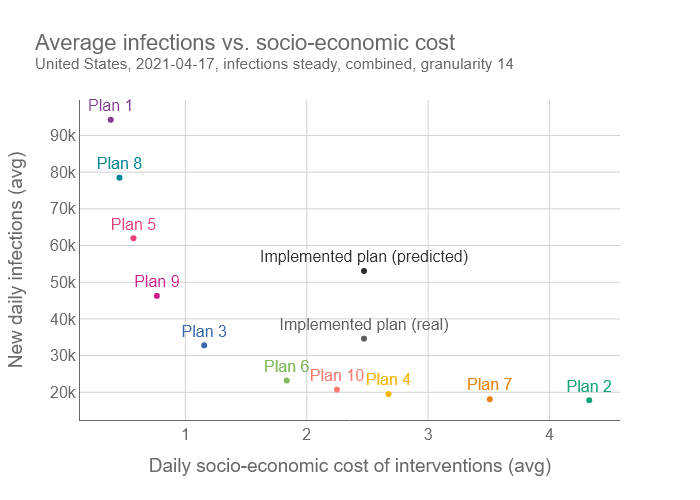 Average infections vs. socio-economic cost
United States, 2021-04-17, infections steady, combined, granularity 14
New daily infections (avg)
90k
80k
70k
60k
50k
40k
30k
20k
Plan 1
Plan 8
Plan 5
Implemented plan (predicted)
Plan 9
Implemented plan (real)
Plan 3
Plan 6
Plan 10
Plan 4
Plan 7
Plan 2
1
2
3
4
Daily socio-economic cost of interventions (avg)